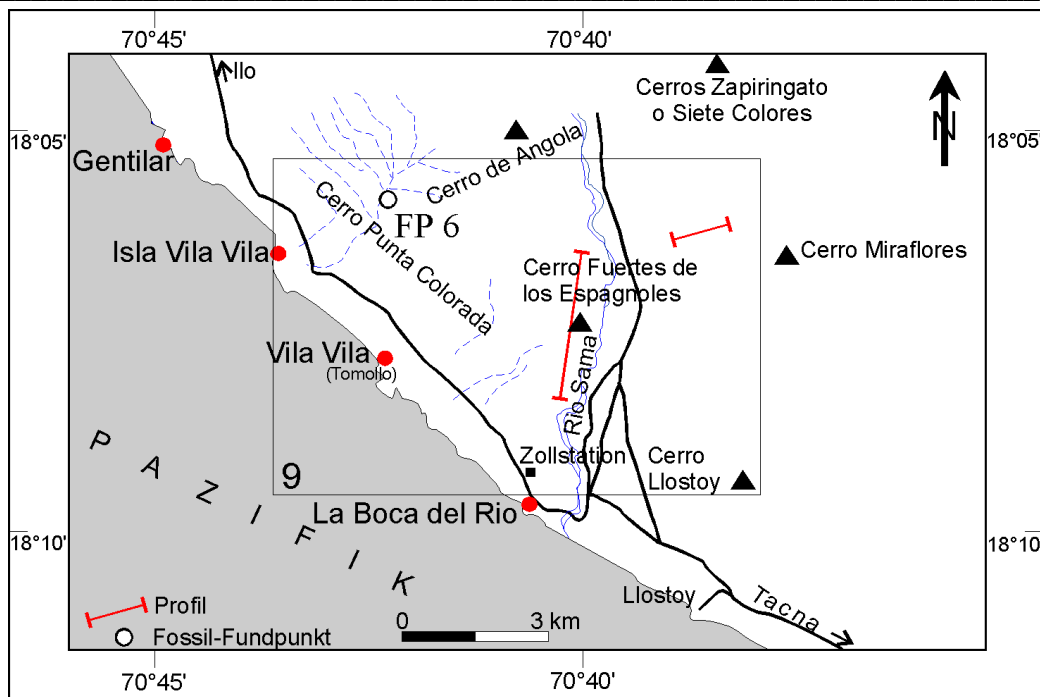 70°45'
70°40'
Ilo
Cerros Zapiringato
o Siete Colores
N
18°05'
18°05'
Gentilar
Cerro de Angola
FP 6
Cerro Punta Colorada
Isla Vila Vila
Cerro Miraflores
Cerro Fuertes de
los Espagnoles
Vila Vila
(Tomollo)
Rio Sama
Zollstation
Cerro
Llostoy
9
La Boca del Rio
PAZIFIK
18°10'
18°10'
Llostoy
Tacna
Profil
0 3 km
Fossil-Fundpunkt
70°45'
70°40'